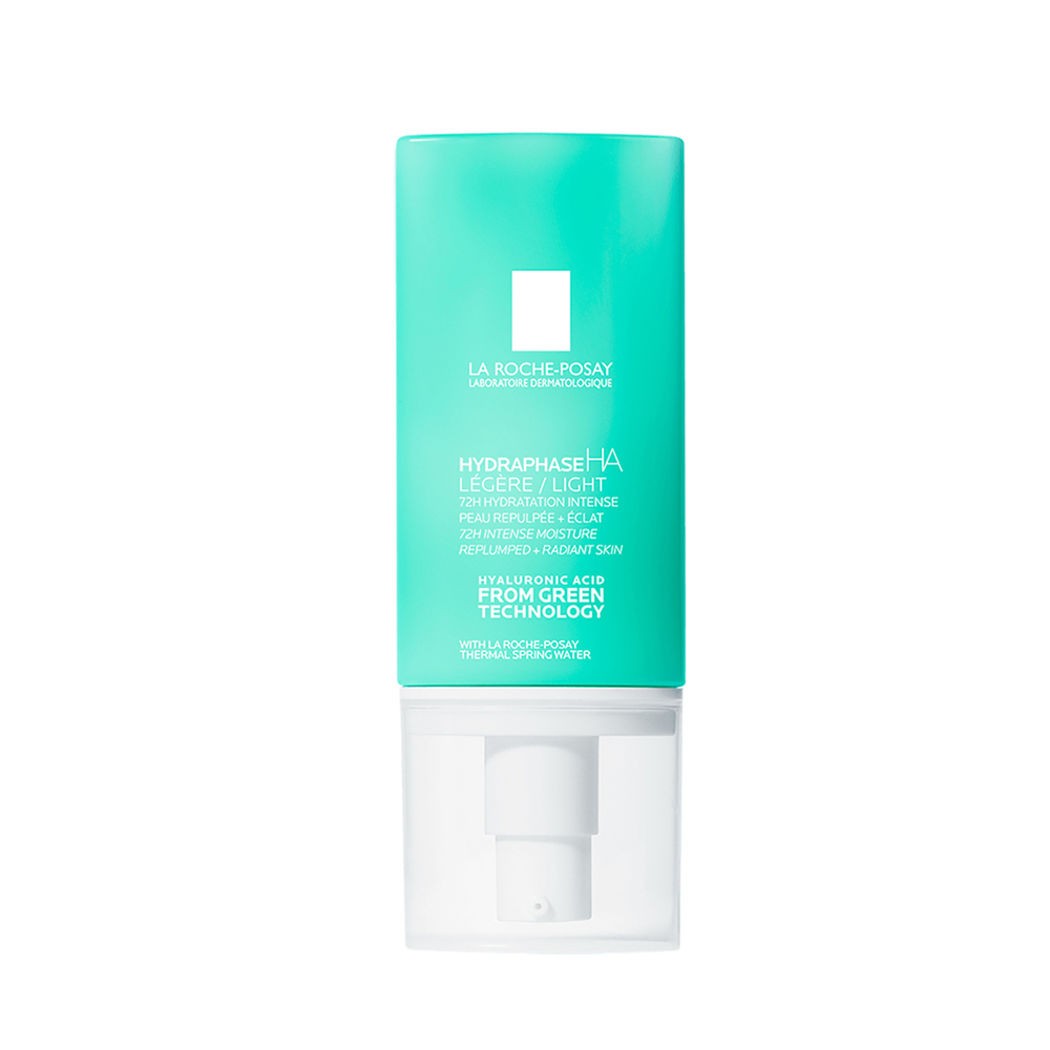 LA ROCHE-POSAY
LABORATOIRE DERMATOLOGIQUE
HYDRAPHASE HA
LÉGÈRE / LIGHT
72H HYDRATATION INTENSE
PEAU REPULPÉE + ÉCLAT
72H INTENSE MOISTURE
REPLUMPED + RADIANT SKIN
HYALURONIC ACID
FROM GREEN
TECHNOLOGY
WITH LA ROCHE-POSAY
THERMAL SPRING WATER